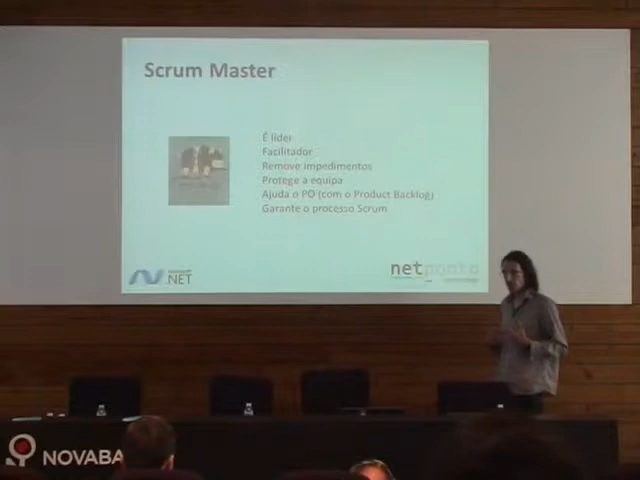 Scrum Master
É líder
Facilitador
Remove impedimentos
Protege a equipa
Ajuda o PO (com o Product Backlog)
Garante o processo Scrum
.NET
netponto
NOVABA